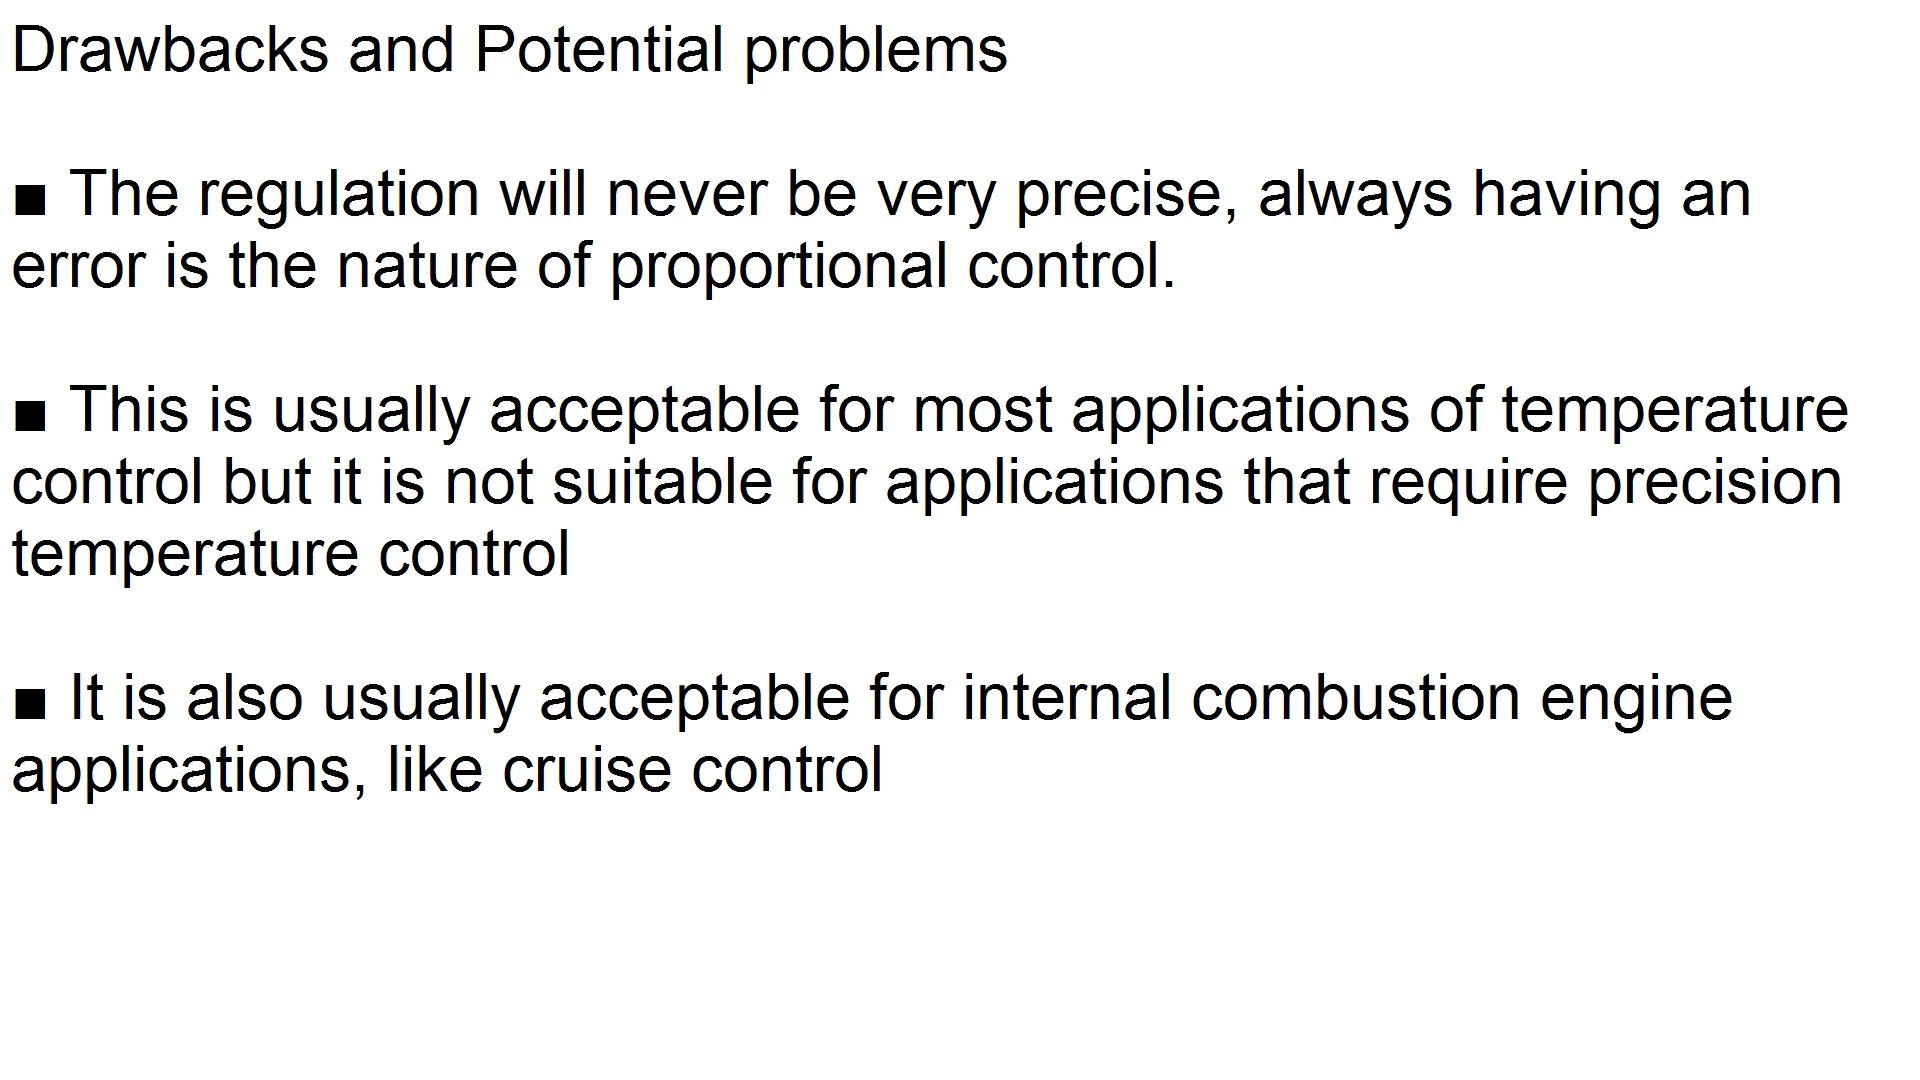 Drawbacks and Potential problems
■ The regulation will never be very precise, always having an
error is the nature of proportional control.
■ This is usually acceptable for most applications of temperature
control but it is not suitable for applications that require precision
temperature control
■ It is also usually acceptable for internal combustion engine
applications, like cruise control